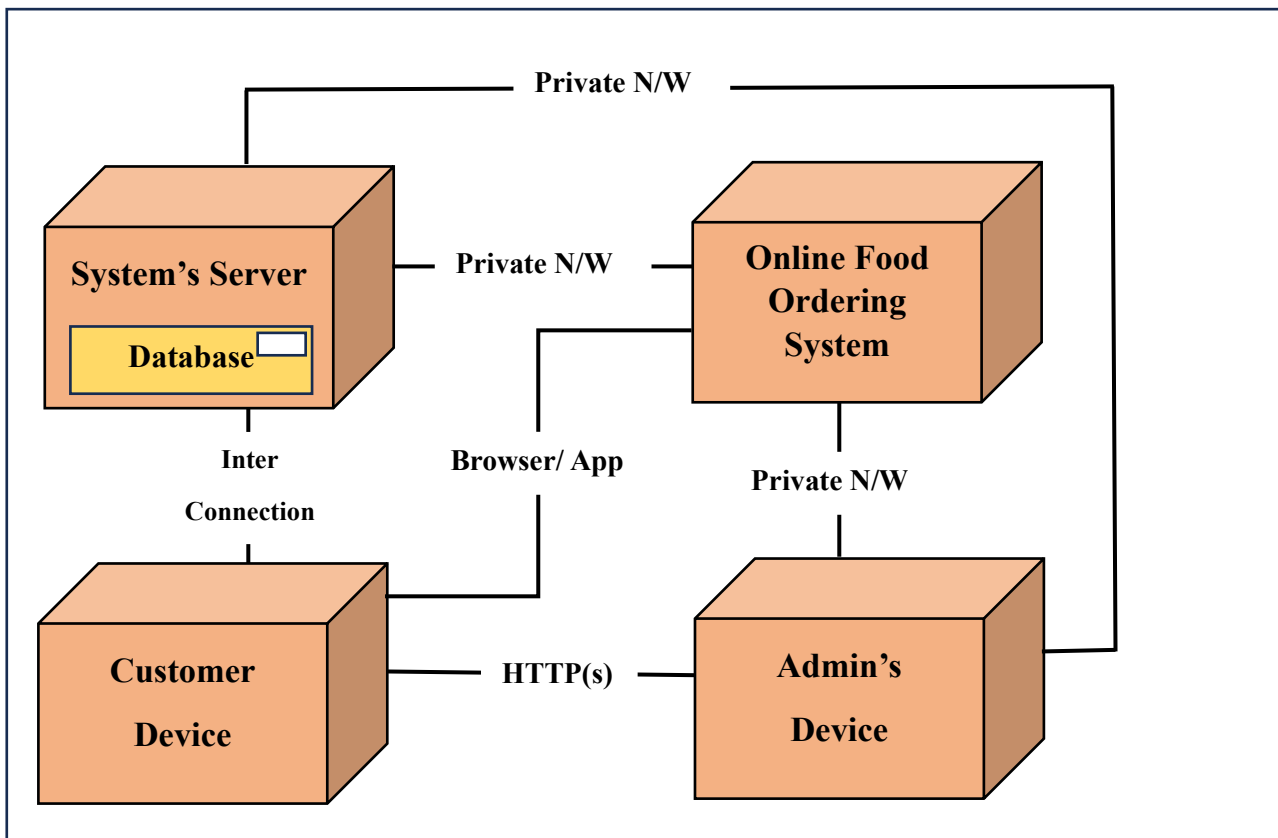 Private N/W
System’s Server
Database
Private N/W
Online Food
Ordering
System
Inter
Connection
Browser/ App
Private N/W
Customer
Device
HTTP(s)
Admin’s
Device